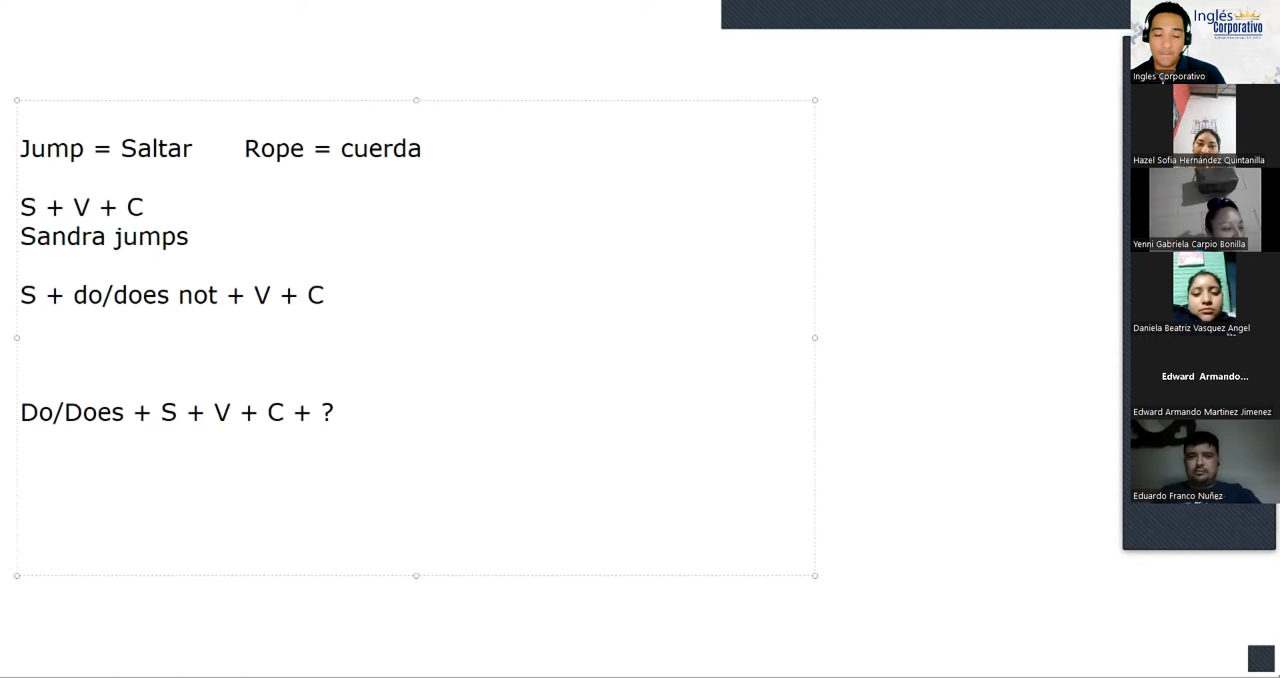 Jump = Saltar Rope = cuerda
S + V + C
Sandra jumps
S + do/does not + V + C
Do/Does + S + V + C + ?
Inglés
Corporativo
Ingles Corporativo
Hazel Sofia Hernández Quintanilla
Yenni Gabriela Carpio Bonilla
Daniela Beatriz Vasquez Angel
Edward Armando...
Edward Armando Martinez Jimenez
Eduardo Franco Nuñez